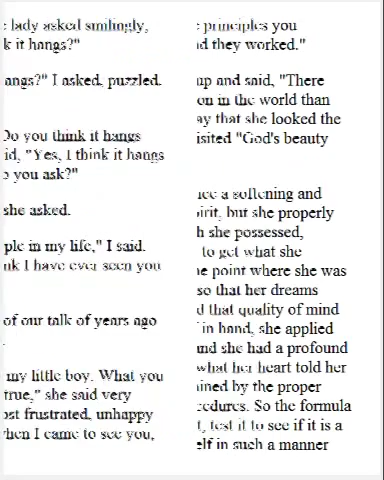 lady asked smilingly,
k it hangs?"
angs?" I asked, puzzled.
Do you think it hangs
id, "Yes, I think it hangs
you ask?"
she asked.
ple in my life," I said.
nk I have ever seen you
of our talk of years ago
my little boy. What you
true," she said very
ost frustrated, unhappy
when I came to see you,
principles you
d they worked."
up and said, "There
on in the world than
ay that she looked the
isited "God's beauty
nce a softening and
irit, but she properly
h she possessed,
to get what she
e point where she was
so that her dreams
d that quality of mind
in hand, she applied
and she had a profound
what her heart told her
ined by the proper
cedures. So the formula
t, test it to see if it is a
elf in such a manner